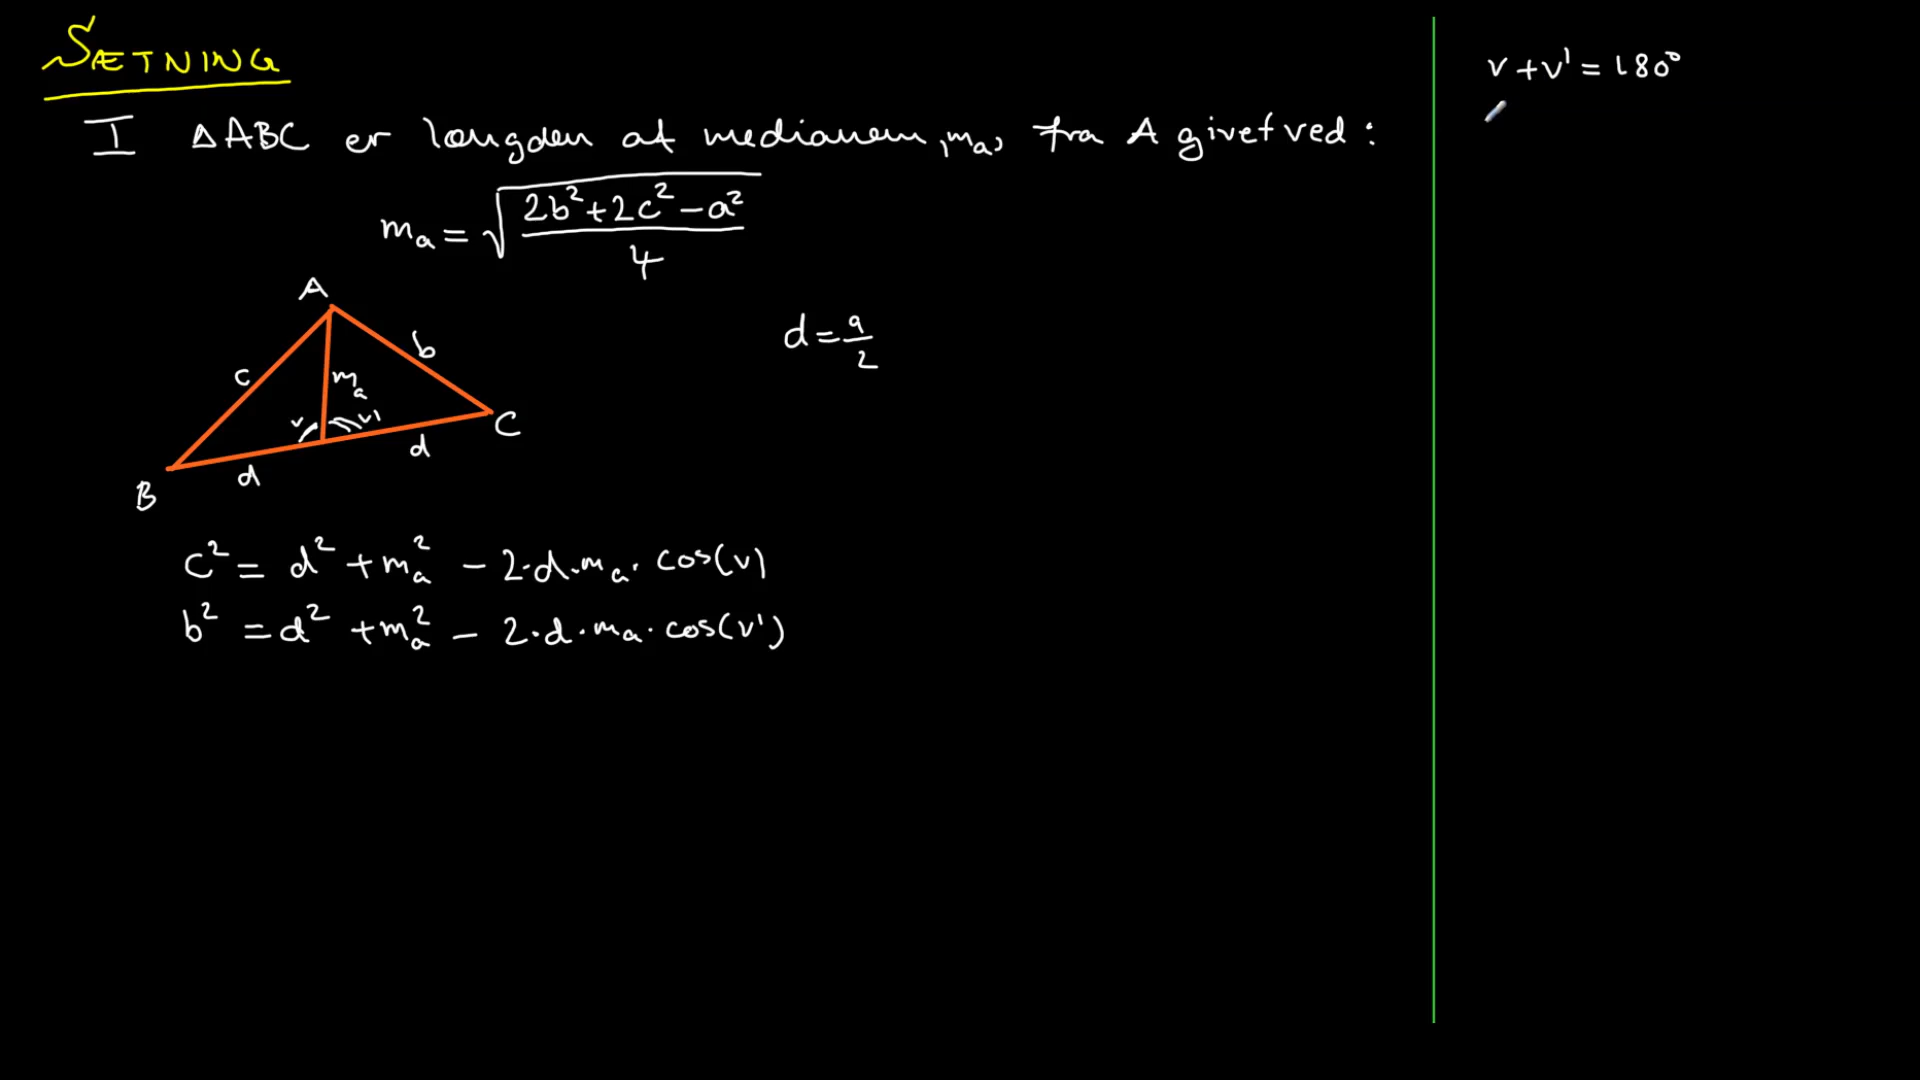 SÆTNING
I △ABC er længden af medianen, mₐ, fra A givet ved:
mₐ = √((2b² + 2c² − a²)/4)
A
b
c
mₐ
v v'
C
d
d
B
d = a/2
c² = d² + mₐ² − 2·d·mₐ·cos(v)
b² = d² + mₐ² − 2·d·mₐ·cos(v')
v + v' = 180°